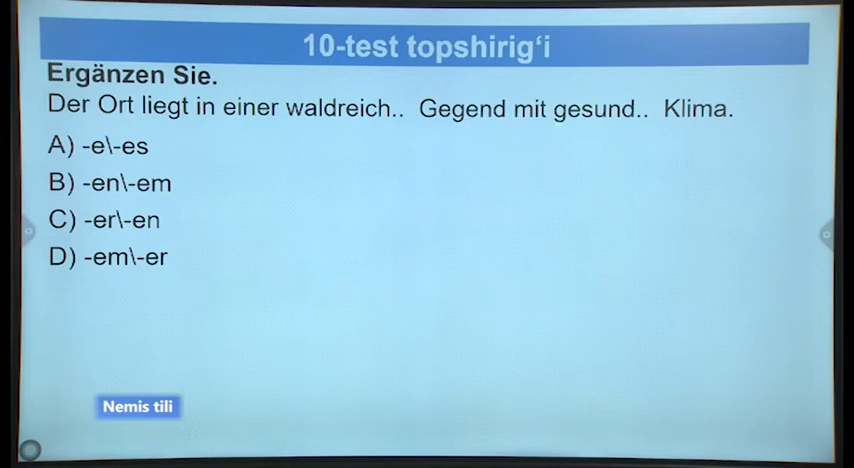 10-test topshirig‘i
Ergänzen Sie.
Der Ort liegt in einer waldreich.. Gegend mit gesund.. Klima.
A) -e\-es
B) -en\-em
C) -er\-en
D) -em\-er
Nemis tili